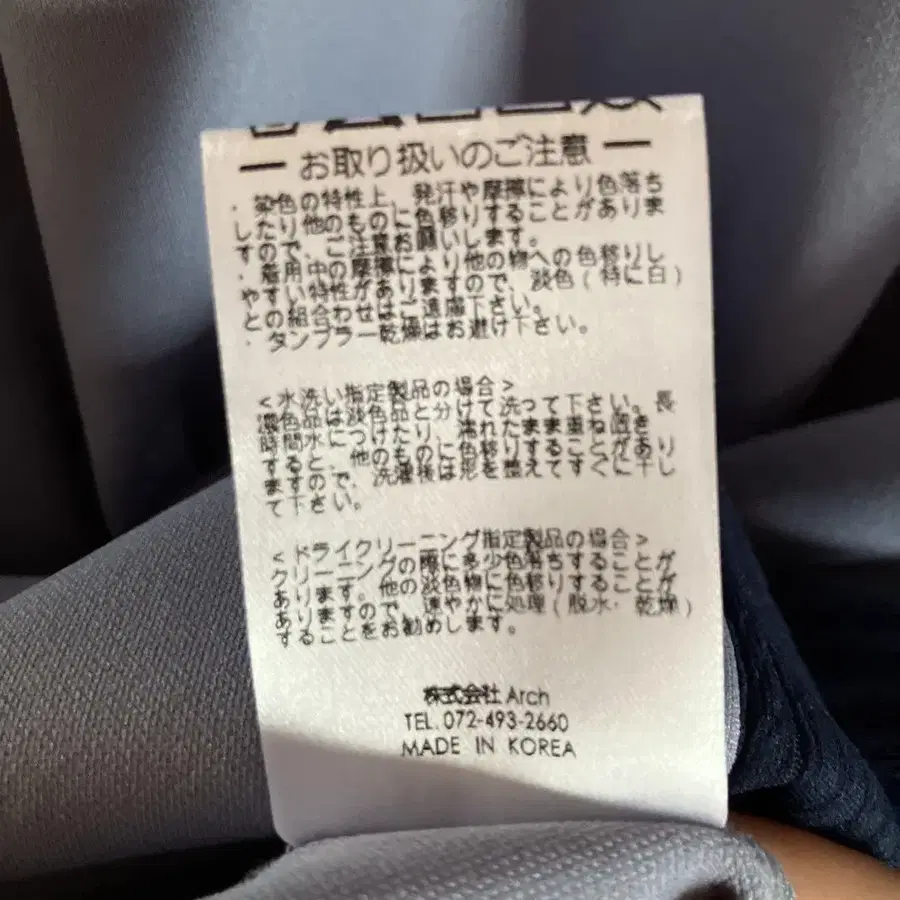 — お取り扱いのご注意 —
・染色の特性上、発汗や摩擦により色落ち
したり他のものに色移りすることがありま
すので、ご注意お願いします。
・着用中の摩擦により他の物への色移りし
やすい特性がありますので、淡色(特に白)
との組合わせはご遠慮下さい。
・タンブラー乾燥はお避け下さい。
<水洗い指定製品の場合>
濃色品は淡色品と分けて洗って下さい。長
時間水につけたり、濡れたまま重ね置き
すると、他のものに色移りすることがあり
ますので、洗濯後は形を整えてすぐに干し
て下さい。
<ドライクリーニング指定製品の場合>
クリーニングの際に多少色落ちすることが
あります。他の淡色物に色移りすることが
ありますので、速やかに処理(脱水・乾燥)
することをお勧めします。
株式会社 Arch
TEL.072-493-2660
MADE IN KOREA